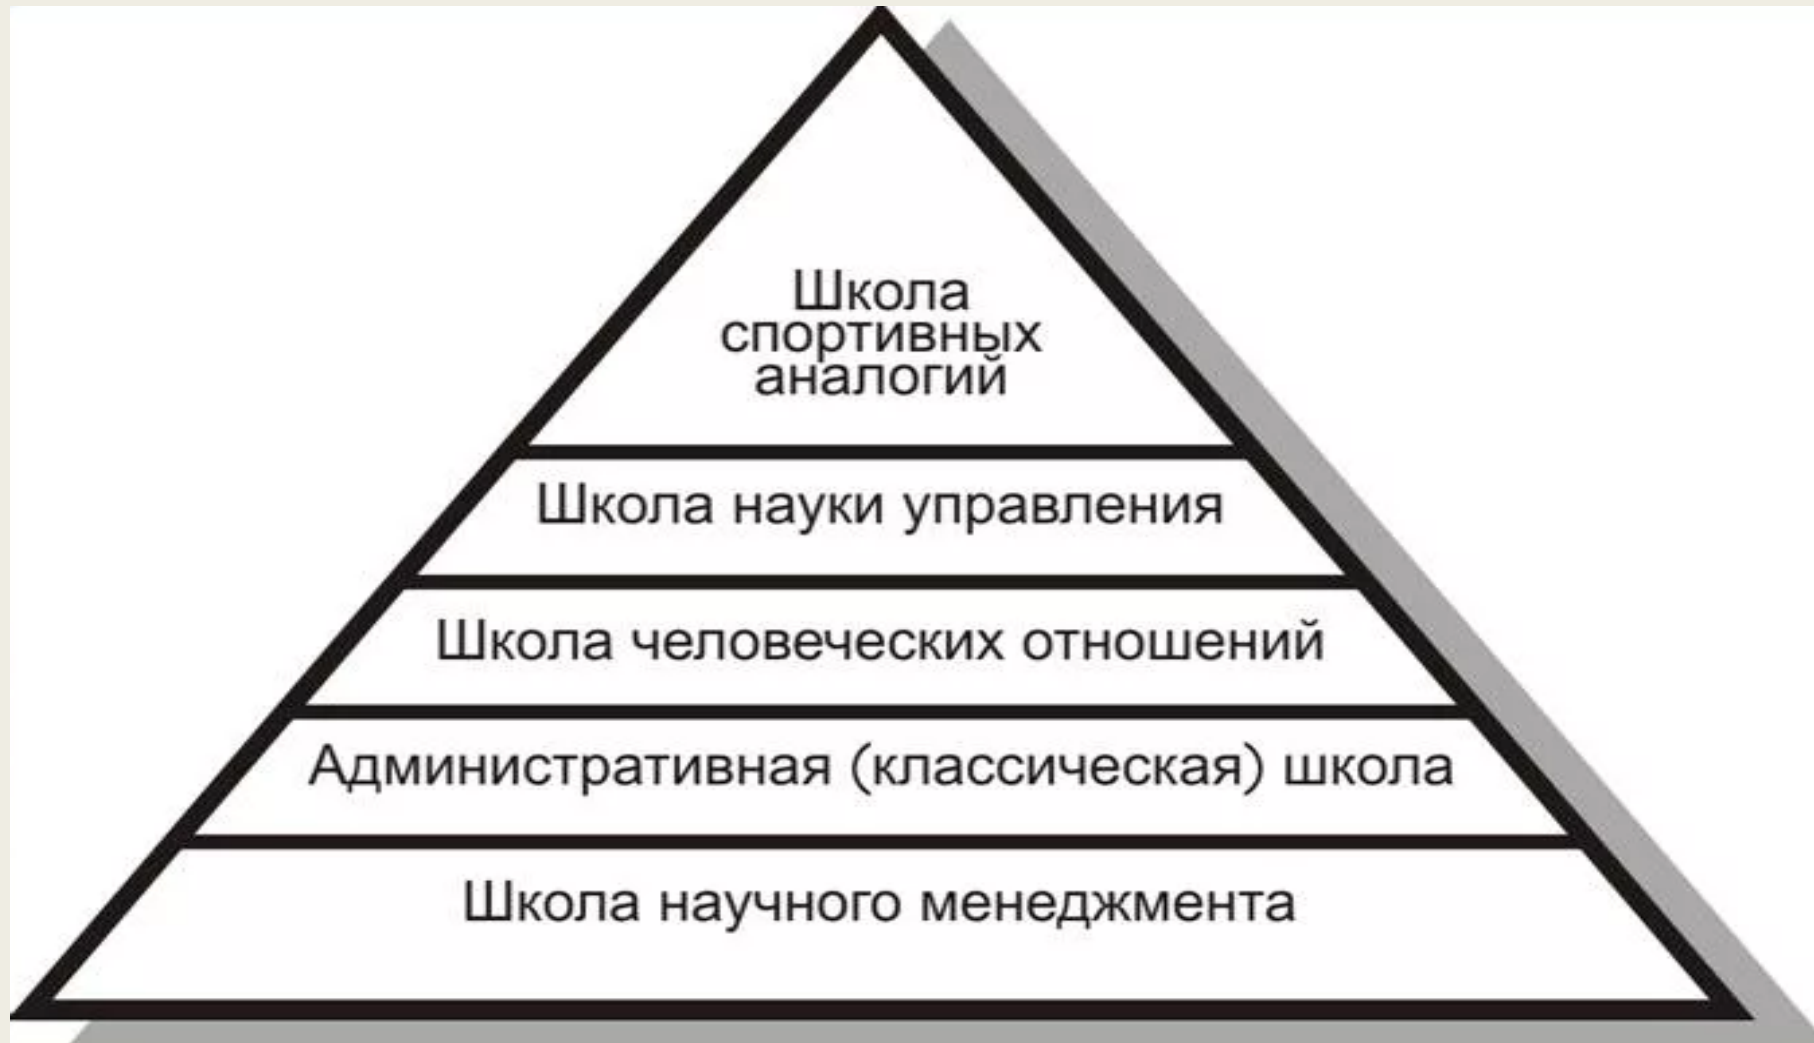 Школа
спортивных
аналогий
Школа науки управления
Школа человеческих отношений
Административная (классическая) школа
Школа научного менеджмента